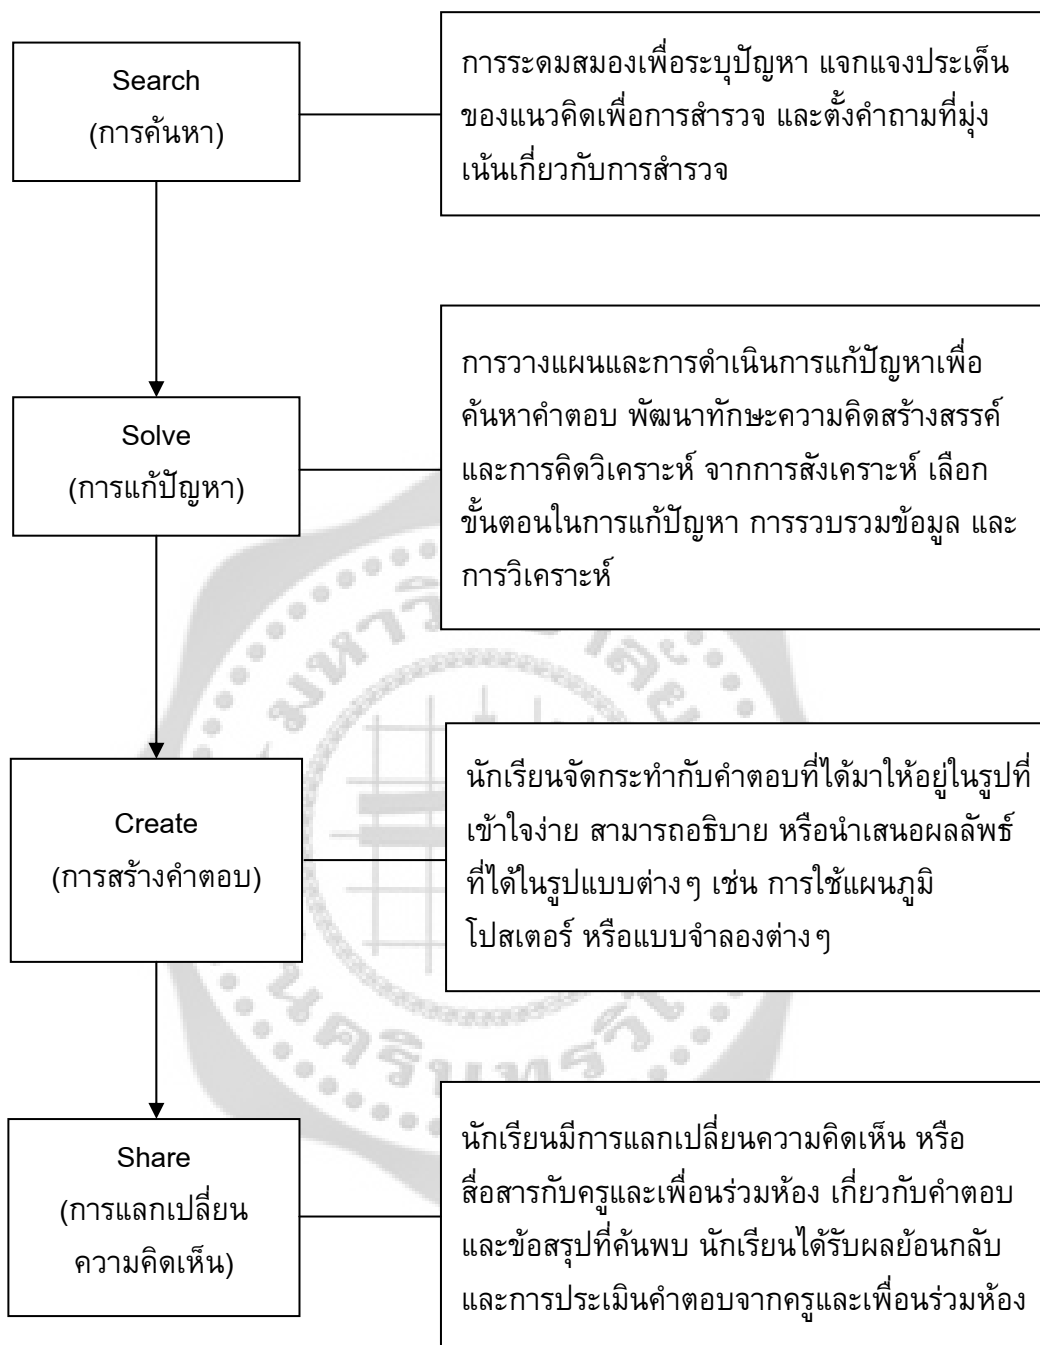 Search
(การค้นหา)
การระดมสมองเพื่อระบุปัญหา แจกแจงประเด็น
ของแนวคิดเพื่อการสำรวจ และตั้งคำถามที่มุ่ง
เน้นเกี่ยวกับการสำรวจ
Solve
(การแก้ปัญหา)
การวางแผนและการดำเนินการแก้ปัญหาเพื่อ
ค้นหาคำตอบ พัฒนาทักษะความคิดสร้างสรรค์
และการคิดวิเคราะห์ จากการสังเคราะห์ เลือก
ขั้นตอนในการแก้ปัญหา การรวบรวมข้อมูล และ
การวิเคราะห์
Create
(การสร้างคำตอบ)
นักเรียนจัดกระทำกับคำตอบที่ได้มาให้อยู่ในรูปที่
เข้าใจง่าย สามารถอธิบาย หรือนำเสนอผลลัพธ์
ที่ได้ในรูปแบบต่างๆ เช่น การใช้แผนภูมิ
โปสเตอร์ หรือแบบจำลองต่างๆ
Share
(การแลกเปลี่ยน
ความคิดเห็น)
นักเรียนมีการแลกเปลี่ยนความคิดเห็น หรือ
สื่อสารกับครูและเพื่อนร่วมห้อง เกี่ยวกับคำตอบ
และข้อสรุปที่ค้นพบ นักเรียนได้รับผลย้อนกลับ
และการประเมินคำตอบจากครูและเพื่อนร่วมห้อง